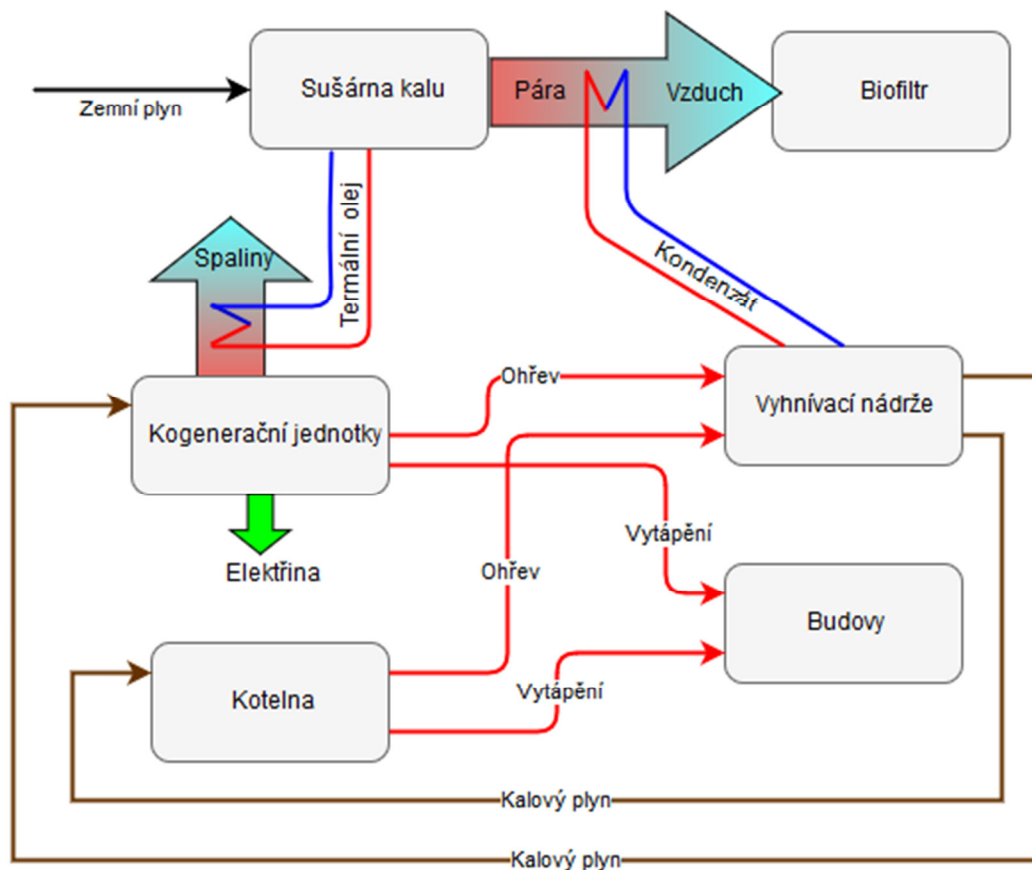 Sušárna kalu
Pára
Vzduch
Biofiltr
Zemní plyn
Termální olej
Spaliny
Kondenzát
Ohřev
Vyhnívací nádrže
Kogenerační jednotky
Vytápění
Elektřina
Ohřev
Budovy
Kotelna
Vytápění
Kalový plyn
Kalový plyn